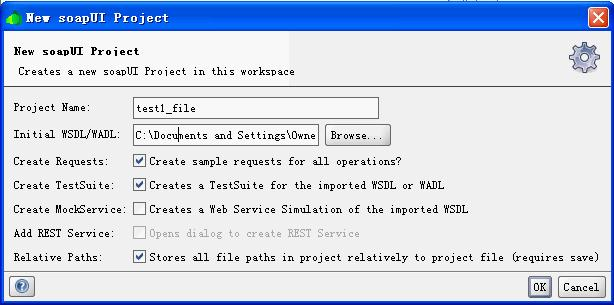 New soapUI Project
New soapUI Project
Creates a new soapUI Project in this workspace
Project Name: test1_file
Initial WSDL/WADL: C:\Documents and Settings\Owne Browse...
Create Requests: Create sample requests for all operations?
Create TestSuite: Creates a TestSuite for the imported WSDL or WADL
Create MockService: Creates a Web Service Simulation of the imported WSDL
Add REST Service: Opens dialog to create REST Service
Relative Paths: Stores all file paths in project relatively to project file (requires save)
? OK Cancel